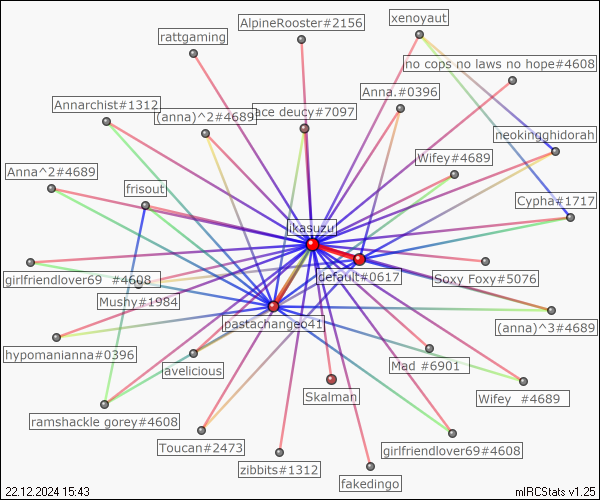 AlpineRooster#2156
xenoyaut
rattgaming
no cops no laws no hope#4608
Anna.#0396
Annarchist#1312
(anna)^2#4689
ace deucy#7097
neokingghidorah
Wifey#4689
Anna^2#4689
frisout
Cypha#1717
likasuzu
default#0617
girlfriendlover69 #4608
Soxy Foxy#5076
Mushy#1984
pastachangeo41
(anna)^3#4689
hypomanianna#0396
avelicious
Mad #6901
Skalman
Wifey #4689
ramshackle gorey#4608
Toucan#2473
girlfriendlover69#4608
zibbits#1312
fakedingo
22.12.2024 15:43
mIRCStats v1.25